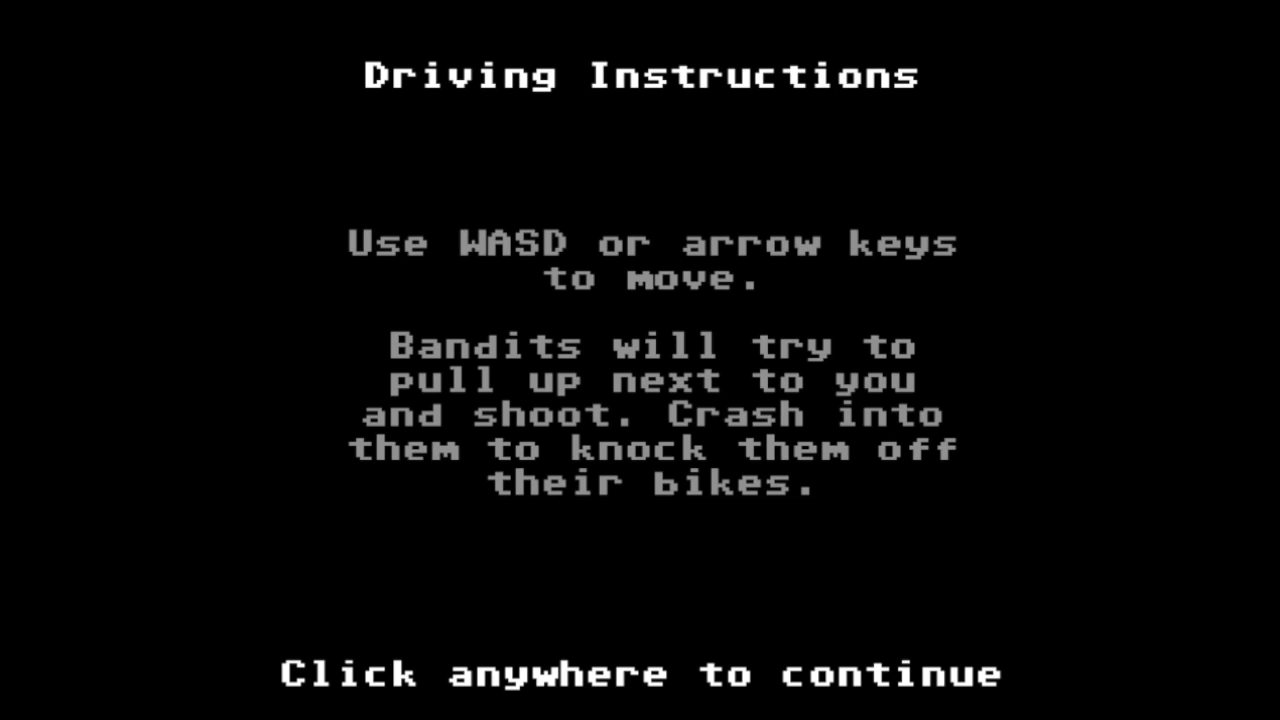 Driving Instructions
Use WASD or arrow keys
to move.
Bandits will try to
pull up next to you
and shoot. Crash into
them to knock them off
their bikes.
Click anywhere to continue